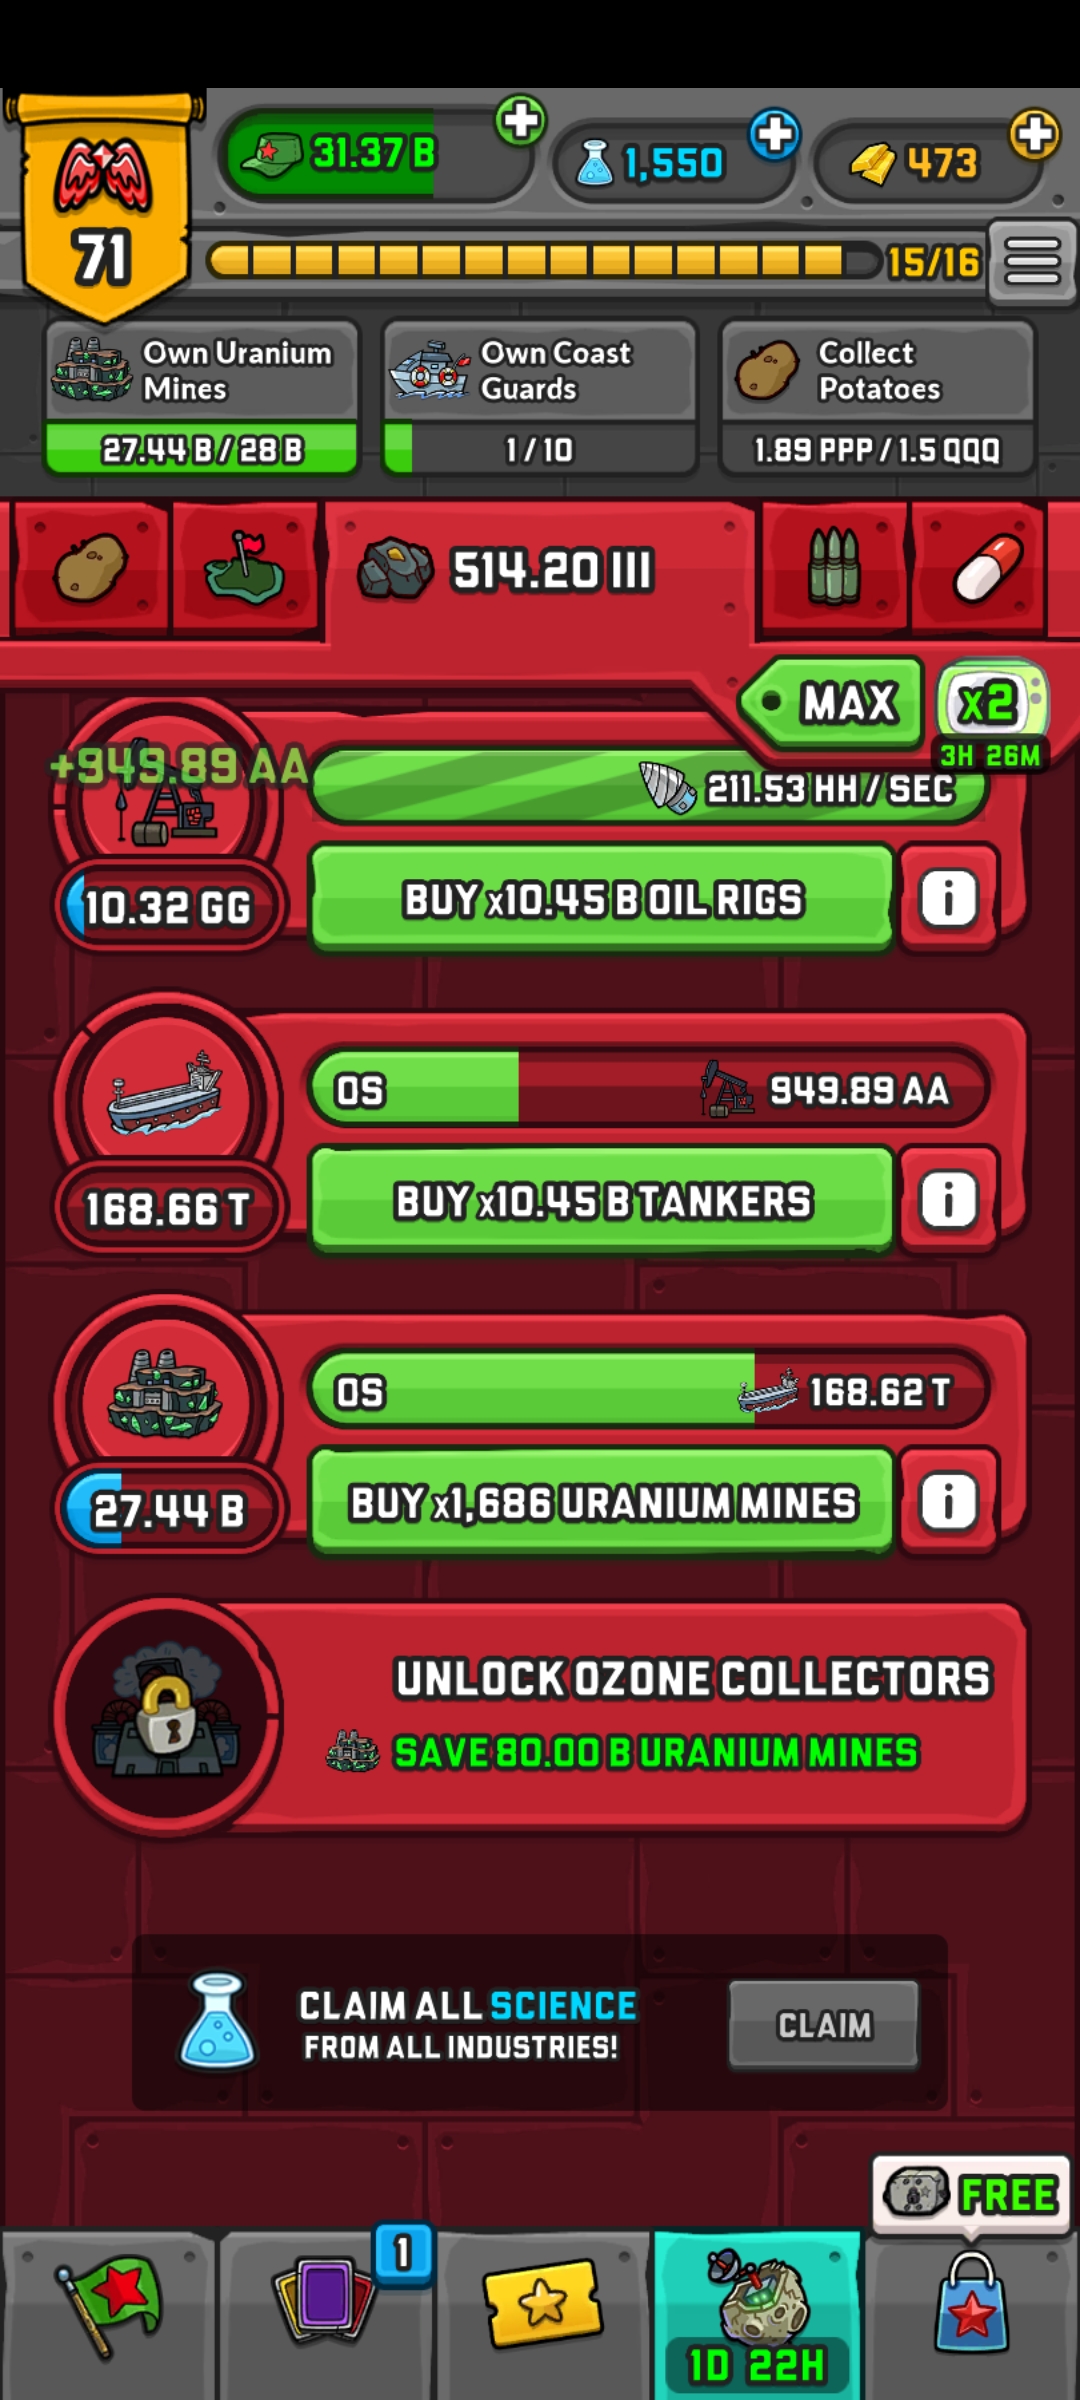 31.37 B
1,550
473
71
15/16
Own Uranium
Mines
27.44 B / 28 B
Own Coast
Guards
1 / 10
Collect
Potatoes
1.89 PPP / 1.5 QQQ
514.20 III
MAX
x2
3H 26M
+949.89 AA
211.53 HH / SEC
10.32 GG
BUY x10.45 B OIL RIGS
i
0S
949.89 AA
168.66 T
BUY x10.45 B TANKERS
i
0S
168.62 T
27.44 B
BUY x1,686 URANIUM MINES
i
UNLOCK OZONE COLLECTORS
SAVE 80.00 B URANIUM MINES
CLAIM ALL SCIENCE
FROM ALL INDUSTRIES!
CLAIM
FREE
1
1D 22H